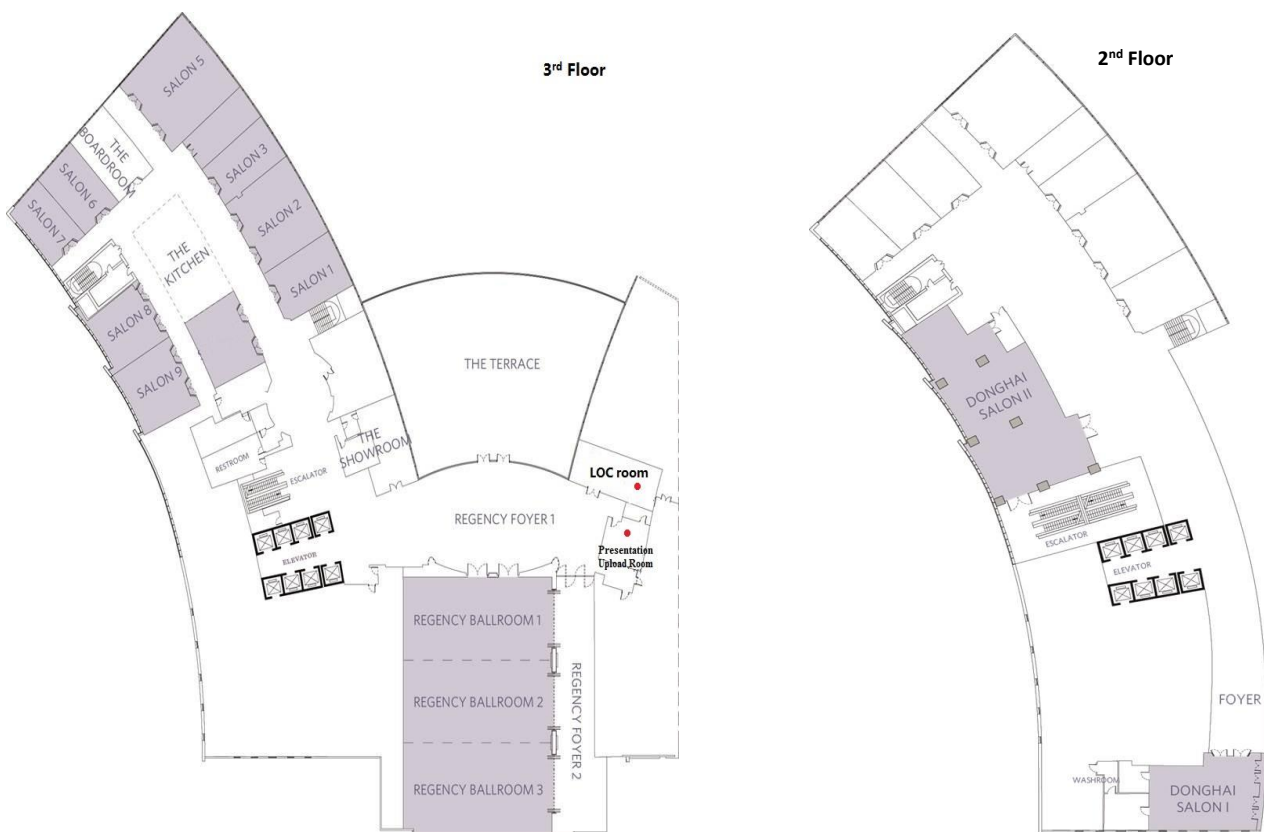 3rd Floor
SALON 5
THE
BOARDROOM
SALON 3
SALON 6
SALON 2
SALON 7
THE
KITCHEN
SALON 1
SALON 8
SALON 9
THE TERRACE
THE
SHOWROOM
RESTROOM
ESCALATOR
LOC room
REGENCY FOYER 1
Presentation
Upload Room
ELEVATOR
REGENCY BALLROOM 1
REGENCY BALLROOM 2
REGENCY FOYER 2
REGENCY BALLROOM 3
2nd Floor
DONGHAI
SALON II
ESCALATOR
ELEVATOR
FOYER
WASHROOM
DONGHAI
SALON I